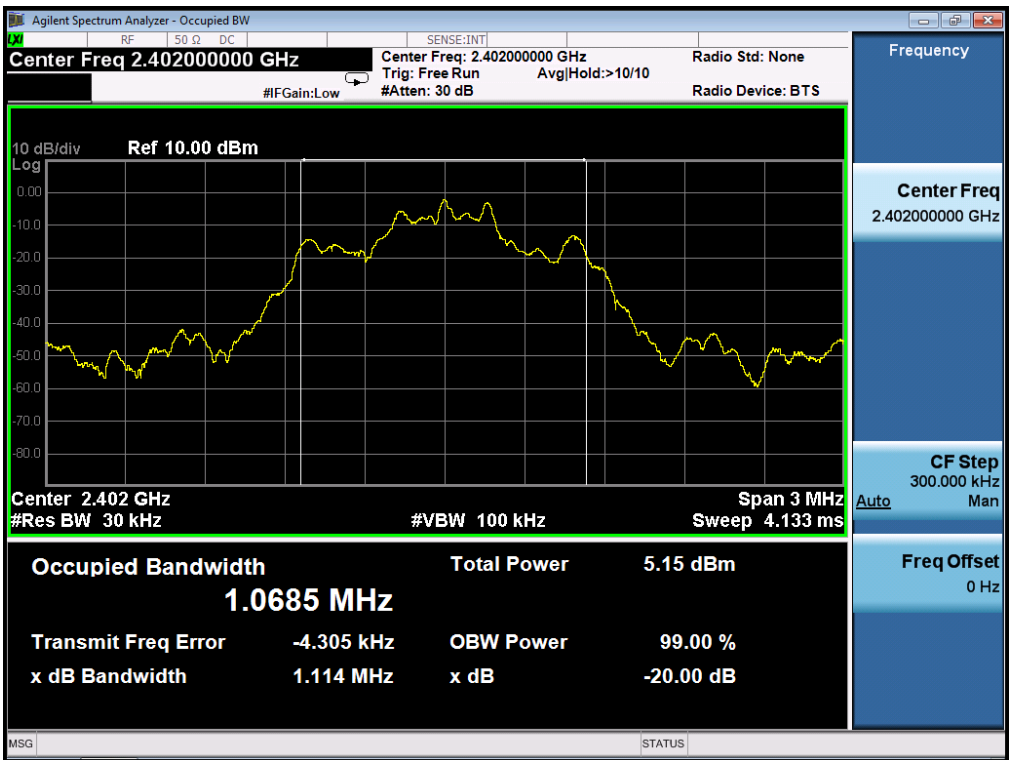 Agilent Spectrum Analyzer - Occupied BW
LXI
RF 50 Ω DC SENSE:INT
Center Freq 2.402000000 GHz
#IFGain:Low
Center Freq: 2.402000000 GHz
Trig: Free Run Avg|Hold:>10/10
#Atten: 30 dB
Radio Std: None
Radio Device: BTS
10 dB/div Ref 10.00 dBm
Log
0.00
-10.0
-20.0
-30.0
-40.0
-50.0
-60.0
-70.0
-80.0
Center 2.402 GHz Span 3 MHz
#Res BW 30 kHz #VBW 100 kHz Sweep 4.133 ms
Occupied Bandwidth Total Power 5.15 dBm
1.0685 MHz
Transmit Freq Error -4.305 kHz OBW Power 99.00 %
x dB Bandwidth 1.114 MHz x dB -20.00 dB
MSG STATUS
Frequency
Center Freq
2.402000000 GHz
CF Step
300.000 kHz
Auto Man
Freq Offset
0 Hz